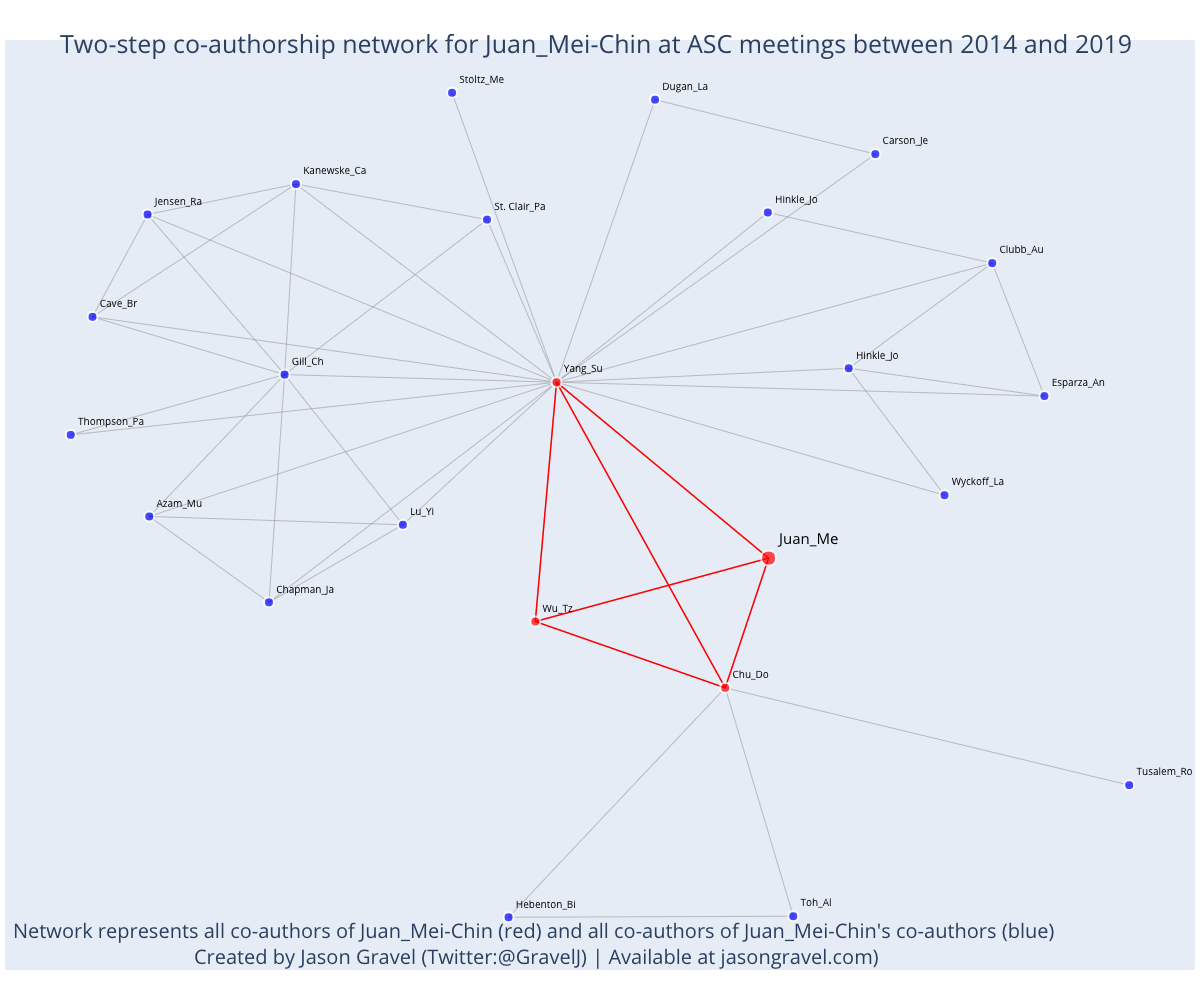 Two-step co-authorship network for Juan_Mei-Chin at ASC meetings between 2014 and 2019
Stoltz_Me
Dugan_La
Carson_Je
Kanewske_Ca
Jensen_Ra
Hinkle_Jo
St. Clair_Pa
Clubb_Au
Cave_Br
Gill_Ch
Yang_Su
Hinkle_Jo
Esparza_An
Thompson_Pa
Wyckoff_La
Azam_Mu
Lu_Yi
Juan_Me
Chapman_Ja
Wu_Tz
Chu_Do
Tusalem_Ro
Hebenton_Bi
Toh_Al
Network represents all co-authors of Juan_Mei-Chin (red) and all co-authors of Juan_Mei-Chin's co-authors (blue)
Created by Jason Gravel (Twitter:@GravelJ) | Available at jasongravel.com)